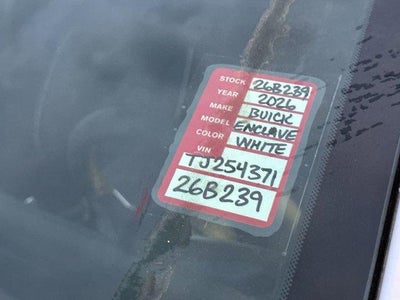 STOCK 26B239
YEAR 2026
MAKE BUICK
MODEL ENCLAVE
COLOR WHITE
VIN
TJ254371
26B239